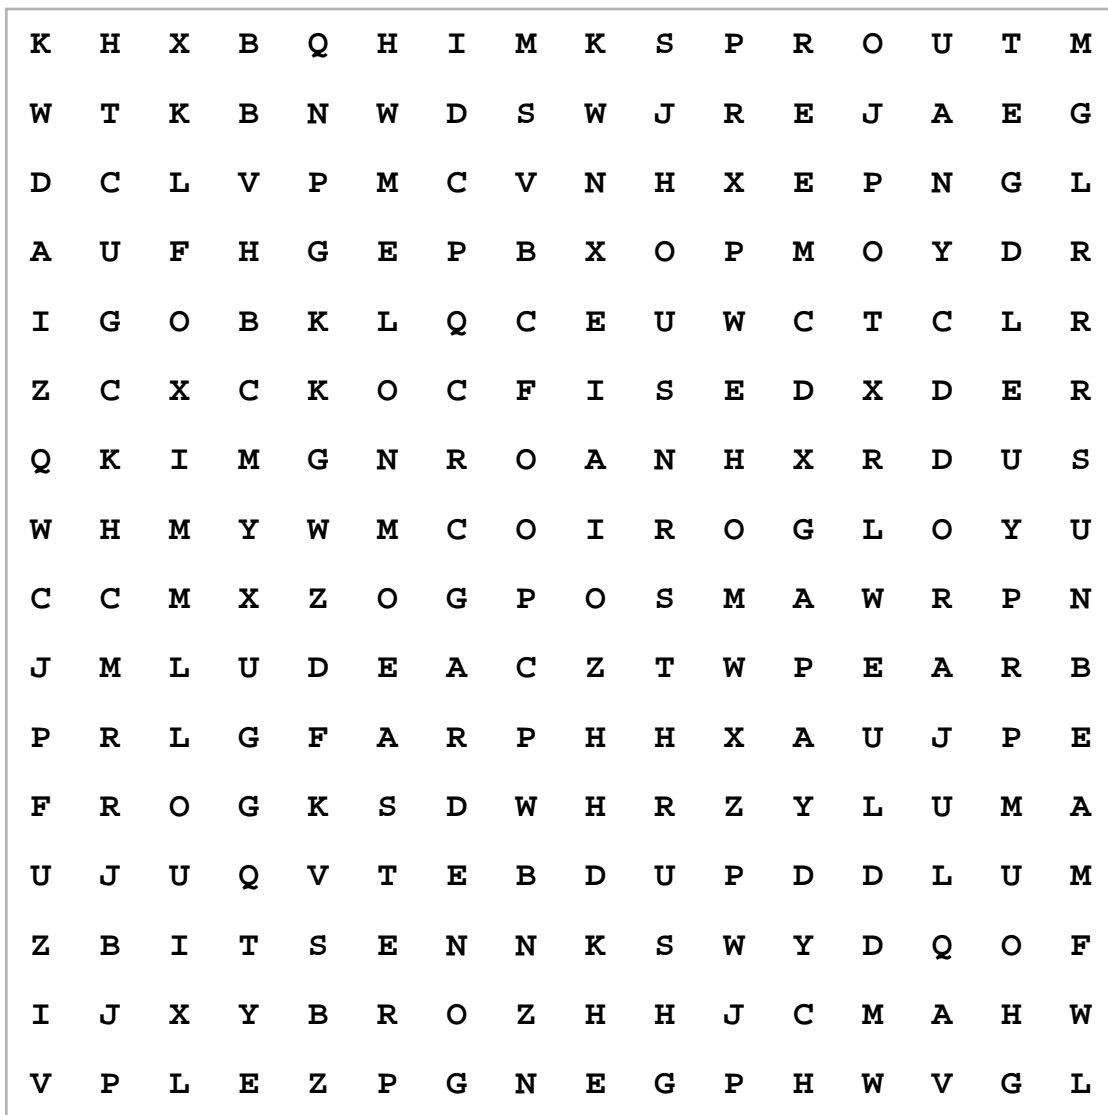 K H X B Q H I M K S P R O U T M
W T K B N W D S W J R E J A E G
D C L V P M C V N H X E P N G L
A U F H G E P B X O P M O Y D R
I G O B K L Q C E U W C T C L R
Z C X C K O C F I S E D X D E R
Q K I M G N R O A N H X R D U S
W H M Y W M C O I R O G L O Y U
C C M X Z O G P O S M A W R P N
J M L U D E A C Z T W P E A R B
P R L G F A R P H H X A U J P E
F R O G K S D W H R Z Y L U M A
U J U Q V T E B D U P D D L U M
Z B I T S E N N K S W Y D Q O F
I J X Y B R O Z H H J C M A H W
V P L E Z P G N E G P H W V G L